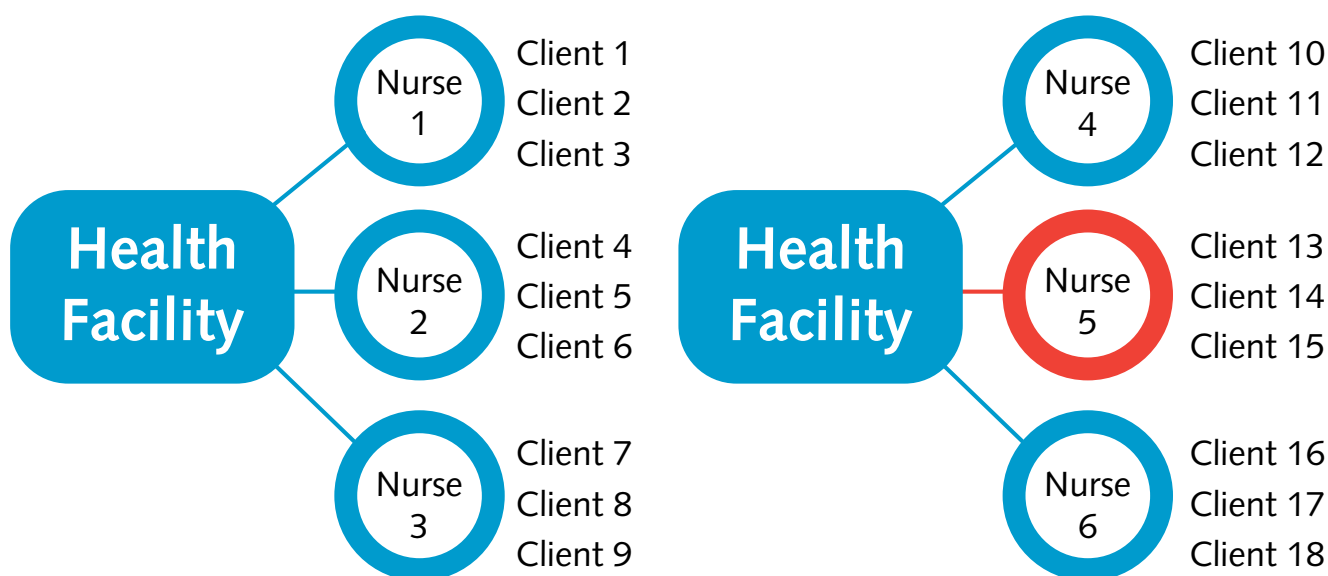 Health
Facility
Nurse
1
Client 1
Client 2
Client 3
Nurse
2
Client 4
Client 5
Client 6
Nurse
3
Client 7
Client 8
Client 9
Health
Facility
Nurse
4
Client 10
Client 11
Client 12
Nurse
5
Client 13
Client 14
Client 15
Nurse
6
Client 16
Client 17
Client 18